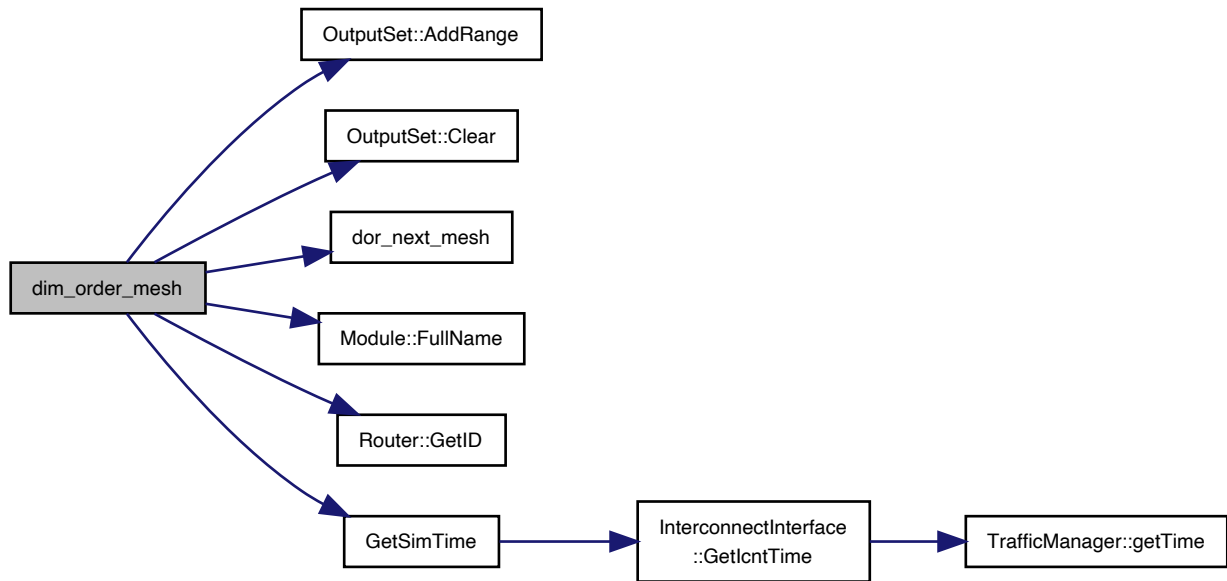 OutputSet::AddRange
OutputSet::Clear
dor_next_mesh
dim_order_mesh
Module::FullName
Router::GetID
GetSimTime
InterconnectInterface
::GetIcntTime
TrafficManager::getTime